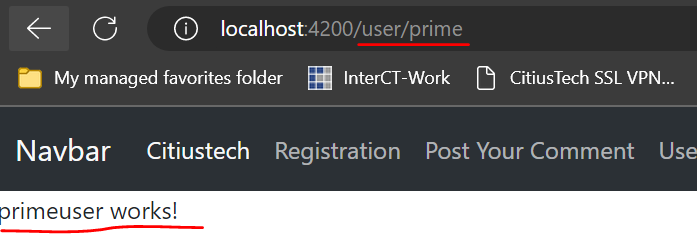 localhost:4200/user/prime
My managed favorites folder InterCT-Work CitiusTech SSL VPN...
Navbar Citiustech Registration Post Your Comment Use
primeuser works!